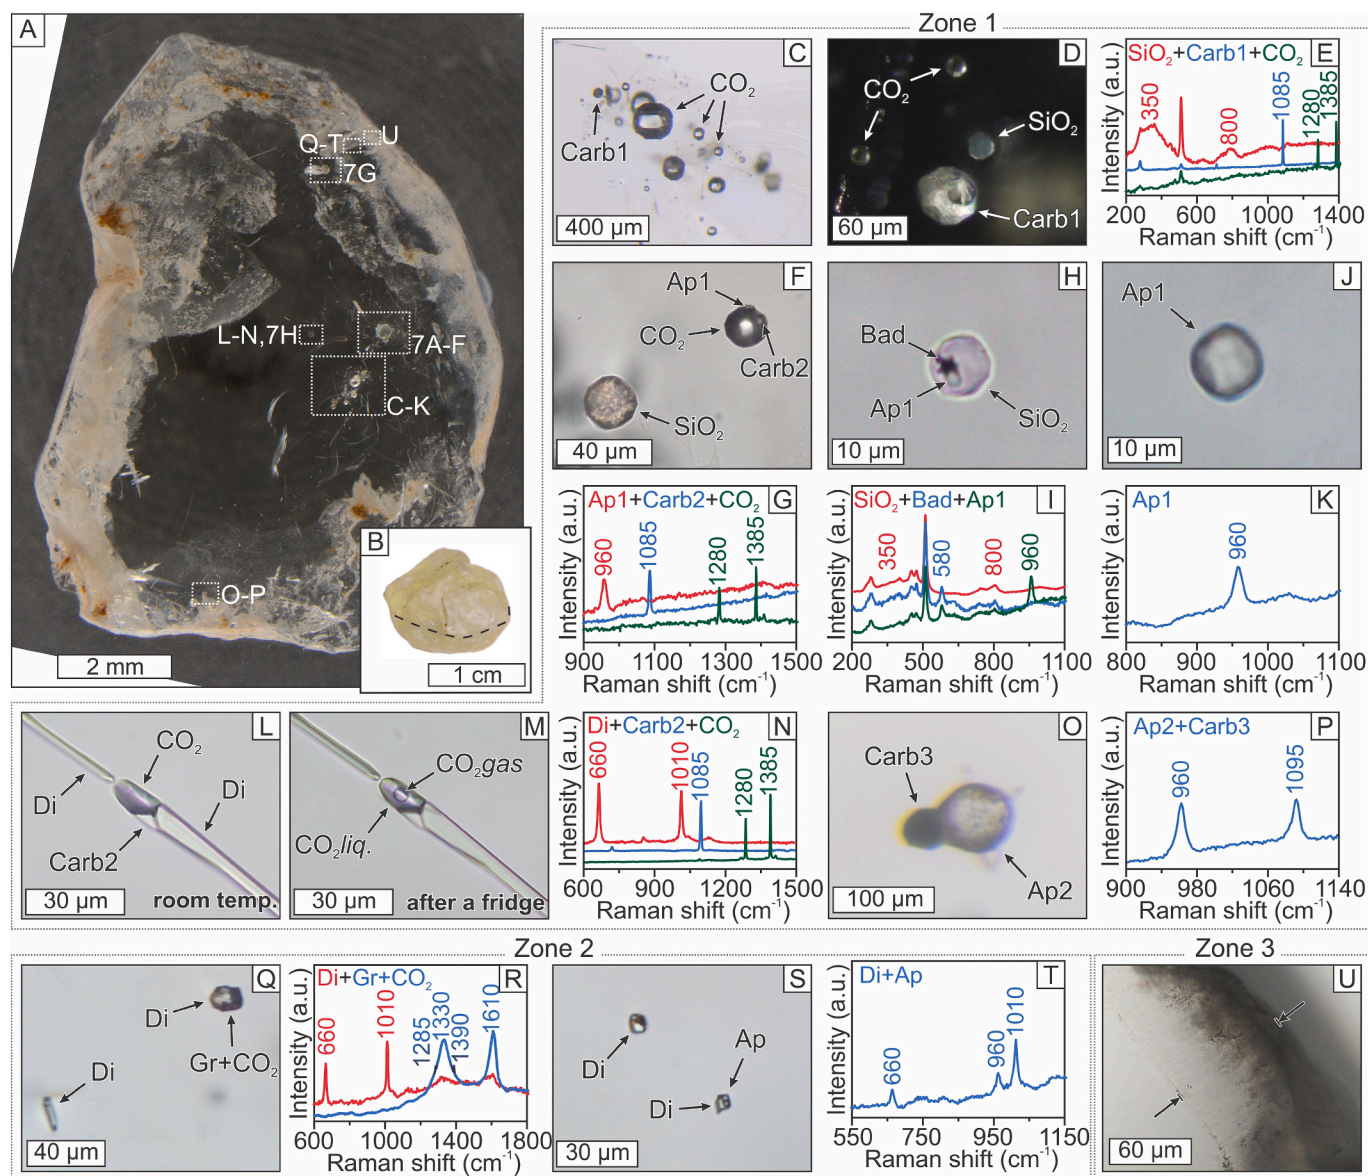 Zone 1
A
Q-T
U
7G
L-N,7H
7A-F
C-K
O-P
2 mm
B
1 cm
C
CO₂
Carb1
400 µm
D
CO₂
SiO₂
Carb1
60 µm
E
SiO₂+Carb1+CO₂
350
800
1085
1280
1385
Intensity (a.u.)
200 600 1000 1400
Raman shift (cm⁻¹)
F
Ap1
CO₂
Carb2
SiO₂
40 µm
H
Bad
Ap1
SiO₂
10 µm
J
Ap1
10 µm
G
Ap1+Carb2+CO₂
960
1085
1280
1385
Intensity (a.u.)
900 1100 1300 1500
Raman shift (cm⁻¹)
I
SiO₂+Bad+Ap1
350
580
800
960
Intensity (a.u.)
200 500 800 1100
Raman shift (cm⁻¹)
K
Ap1
960
Intensity (a.u.)
800 900 1000 1100
Raman shift (cm⁻¹)
L
CO₂
Di
Di
Carb2
30 µm
room temp.
M
CO₂gas
CO₂liq.
30 µm
after a fridge
N
Di+Carb2+CO₂
660
1010
1085
1280
1385
Intensity (a.u.)
600 900 1200 1500
Raman shift (cm⁻¹)
O
Carb3
Ap2
100 µm
P
Ap2+Carb3
960
1095
Intensity (a.u.)
900 980 1060 1140
Raman shift (cm⁻¹)
Zone 2
Zone 3
Q
Di
Gr+CO₂
Di
40 µm
R
Di+Gr+CO₂
660
1010
1285
1330
1390
1610
Intensity (a.u.)
600 1000 1400 1800
Raman shift (cm⁻¹)
S
Di
Ap
Di
30 µm
T
Di+Ap
660
960
1010
Intensity (a.u.)
550 750 950 1150
Raman shift (cm⁻¹)
U
60 µm